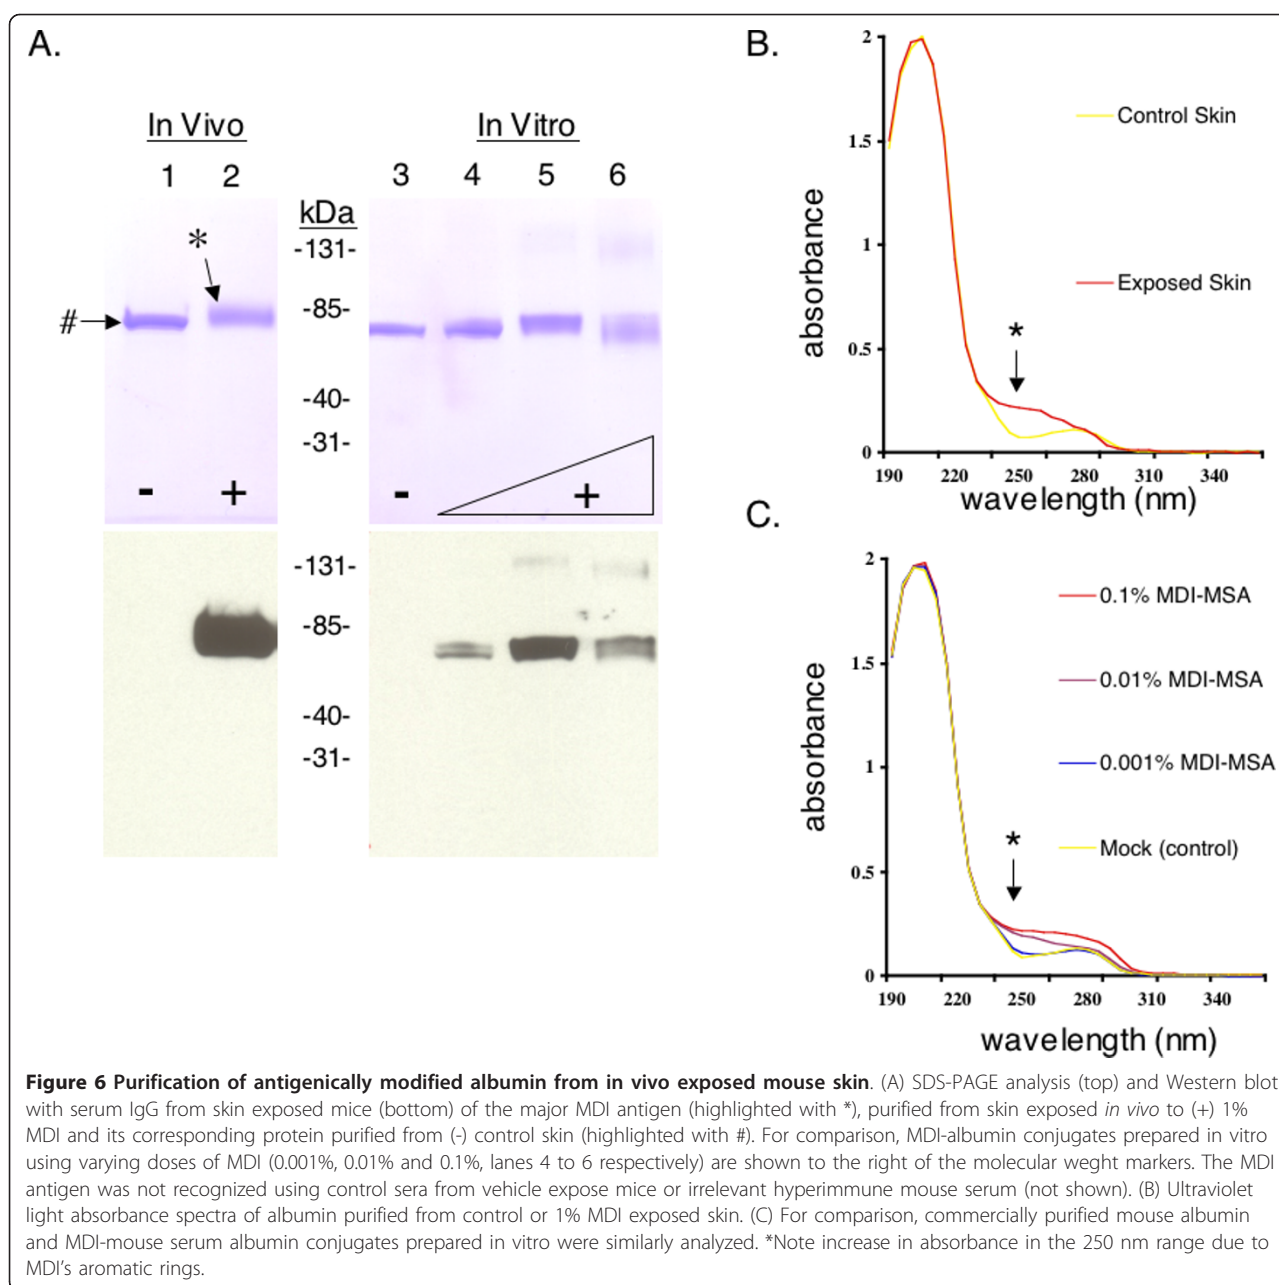 A.
In Vivo
In Vitro
1 2 3 4 5 6
kDa
*
#
-131-
-85-
-40-
-31-
- + - +
-131-
-85-
-40-
-31-
B.
absorbance
2
1.5
1
0.5
0
Control Skin
Exposed Skin
*
190 220 250 280 310 340
wavelength (nm)
C.
absorbance
2
1.5
1
0.5
0
0.1% MDI-MSA
0.01% MDI-MSA
0.001% MDI-MSA
Mock (control)
*
190 220 250 280 310 340
wavelength (nm)
Figure 6 Purification of antigenically modified albumin from in vivo exposed mouse skin. (A) SDS-PAGE analysis (top) and Western blot
with serum IgG from skin exposed mice (bottom) of the major MDI antigen (highlighted with *), purified from skin exposed in vivo to (+) 1%
MDI and its corresponding protein purified from (-) control skin (highlighted with #). For comparison, MDI-albumin conjugates prepared in vitro
using varying doses of MDI (0.001%, 0.01% and 0.1%, lanes 4 to 6 respectively) are shown to the right of the molecular weght markers. The MDI
antigen was not recognized using control sera from vehicle expose mice or irrelevant hyperimmune mouse serum (not shown). (B) Ultraviolet
light absorbance spectra of albumin purified from control or 1% MDI exposed skin. (C) For comparison, commercially purified mouse albumin
and MDI-mouse serum albumin conjugates prepared in vitro were similarly analyzed. *Note increase in absorbance in the 250 nm range due to
MDI's aromatic rings.